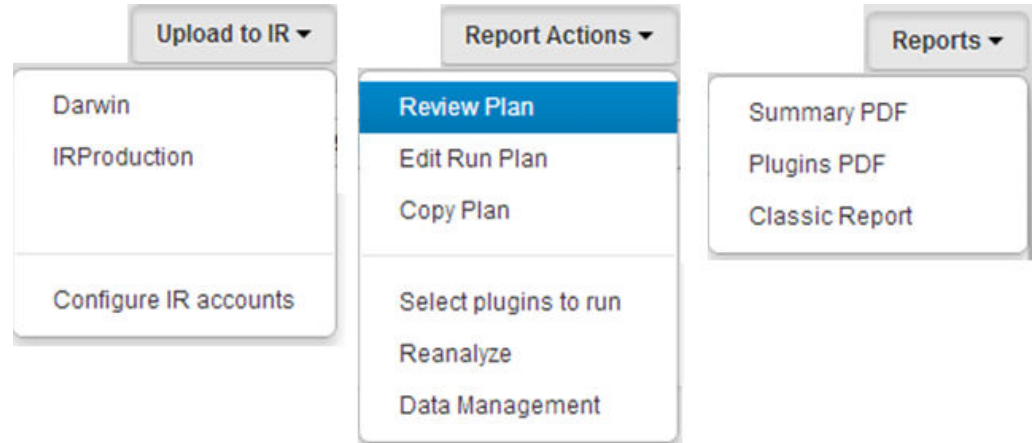 Upload to IR
Darwin
IRProduction
Configure IR accounts
Report Actions
Review Plan
Edit Run Plan
Copy Plan
Select plugins to run
Reanalyze
Data Management
Reports
Summary PDF
Plugins PDF
Classic Report